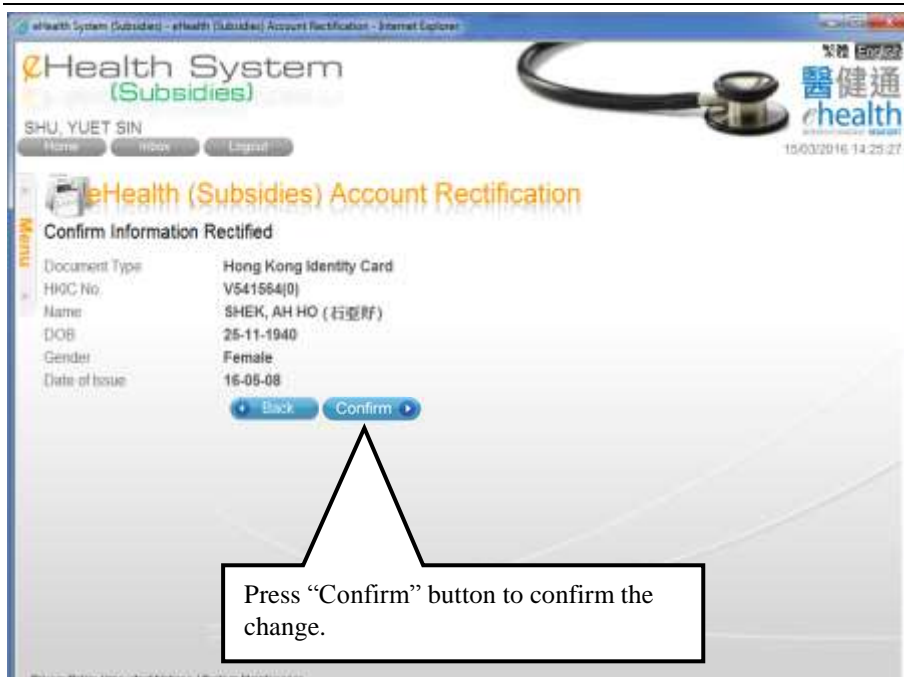 eHealth System (Subsidies) - eHealth (Subsidies) Account Rectification - Internet Explorer
eHealth System
(Subsidies)
繁體 English
醫健通
ehealth
SHU, YUET SIN
Home Inbox Logout
15/03/2016 14:25:27
eHealth (Subsidies) Account Rectification
Menu
Confirm Information Rectified
Document Type Hong Kong Identity Card
HKIC No. V541564(0)
Name SHEK, AH HO (石亞好)
DOB 25-11-1940
Gender Female
Date of Issue 16-05-08
Back Confirm
Press “Confirm” button to confirm the
change.